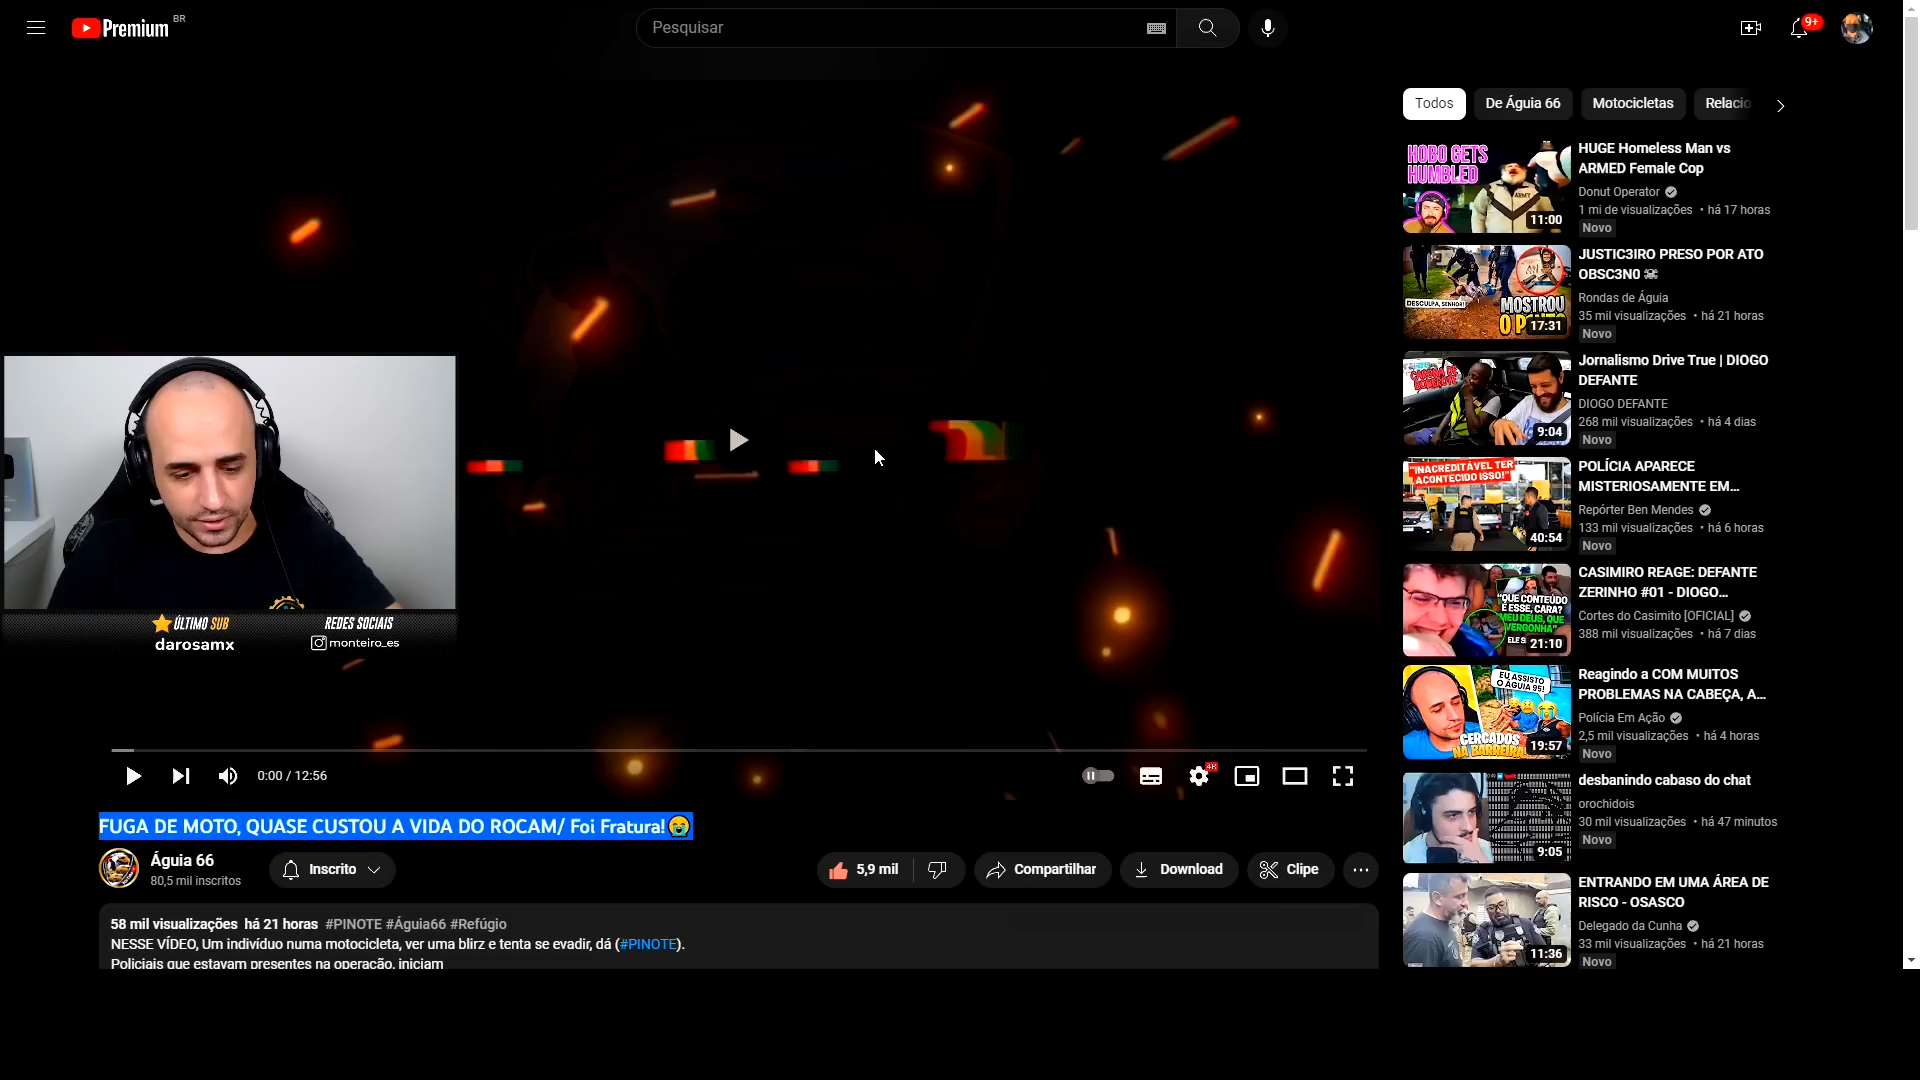 Premium BR
Pesquisar
9+
Todos
De Águia 66
Motocicletas
Relacio
HOBO GETS
HUMBLED
ARMY
11:00
HUGE Homeless Man vs
ARMED Female Cop
Donut Operator
1 mi de visualizações • há 17 horas
Novo
DESCULPA, SENHOR!
MOSTROU
17:31
JUSTIC3IRO PRESO POR ATO
OBSC3N0 ☠
Rondas de Águia
35 mil visualizações • há 21 horas
Novo
9:04
Jornalismo Drive True | DIOGO
DEFANTE
DIOGO DEFANTE
268 mil visualizações • há 4 dias
Novo
"INACREDITÁVEL TER
ACONTECIDO ISSO!"
40:54
POLÍCIA APARECE
MISTERIOSAMENTE EM...
Repórter Ben Mendes
133 mil visualizações • há 6 horas
Novo
"QUE CONTEÚDO
É ESSE, CARA?
MEU DEUS, QUE
VERGONHA"
21:10
CASIMIRO REAGE: DEFANTE
ZERINHO #01 - DIOGO...
Cortes do Casimito [OFICIAL]
388 mil visualizações • há 7 dias
EU ASSISTO
O ÁGUIA 95!
CERCADOS
NA BARREIRA
19:57
Reagindo a COM MUITOS
PROBLEMAS NA CABEÇA, A...
Polícia Em Ação
2,5 mil visualizações • há 4 horas
Novo
9:05
desbanindo cabaso do chat
orochidois
30 mil visualizações • há 47 minutos
Novo
11:36
ENTRANDO EM UMA ÁREA DE
RISCO - OSASCO
Delegado da Cunha
33 mil visualizações • há 21 horas
Novo
ÚLTIMO SUB
darosamx
REDES SOCIAIS
monteiro_es
0:00 / 12:56
4K
FUGA DE MOTO, QUASE CUSTOU A VIDA DO ROCAM/ Foi Fratura!😭
Águia 66
80,5 mil inscritos
Inscrito
5,9 mil
Compartilhar
Download
Clipe
58 mil visualizações há 21 horas #PINOTE #Águia66 #Refúgio
NESSE VÍDEO, Um indivíduo numa motocicleta, ver uma blirz e tenta se evadir, dá (#PINOTE).
Policiais que estavam presentes na operação, iniciam